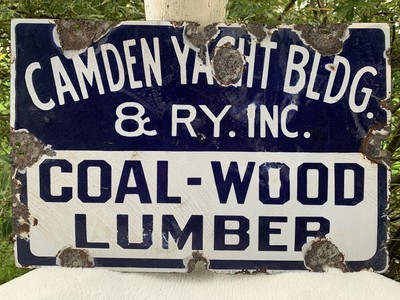 CAMDEN YACHT BLDG.
& RY. INC.
COAL-WOOD
LUMBER